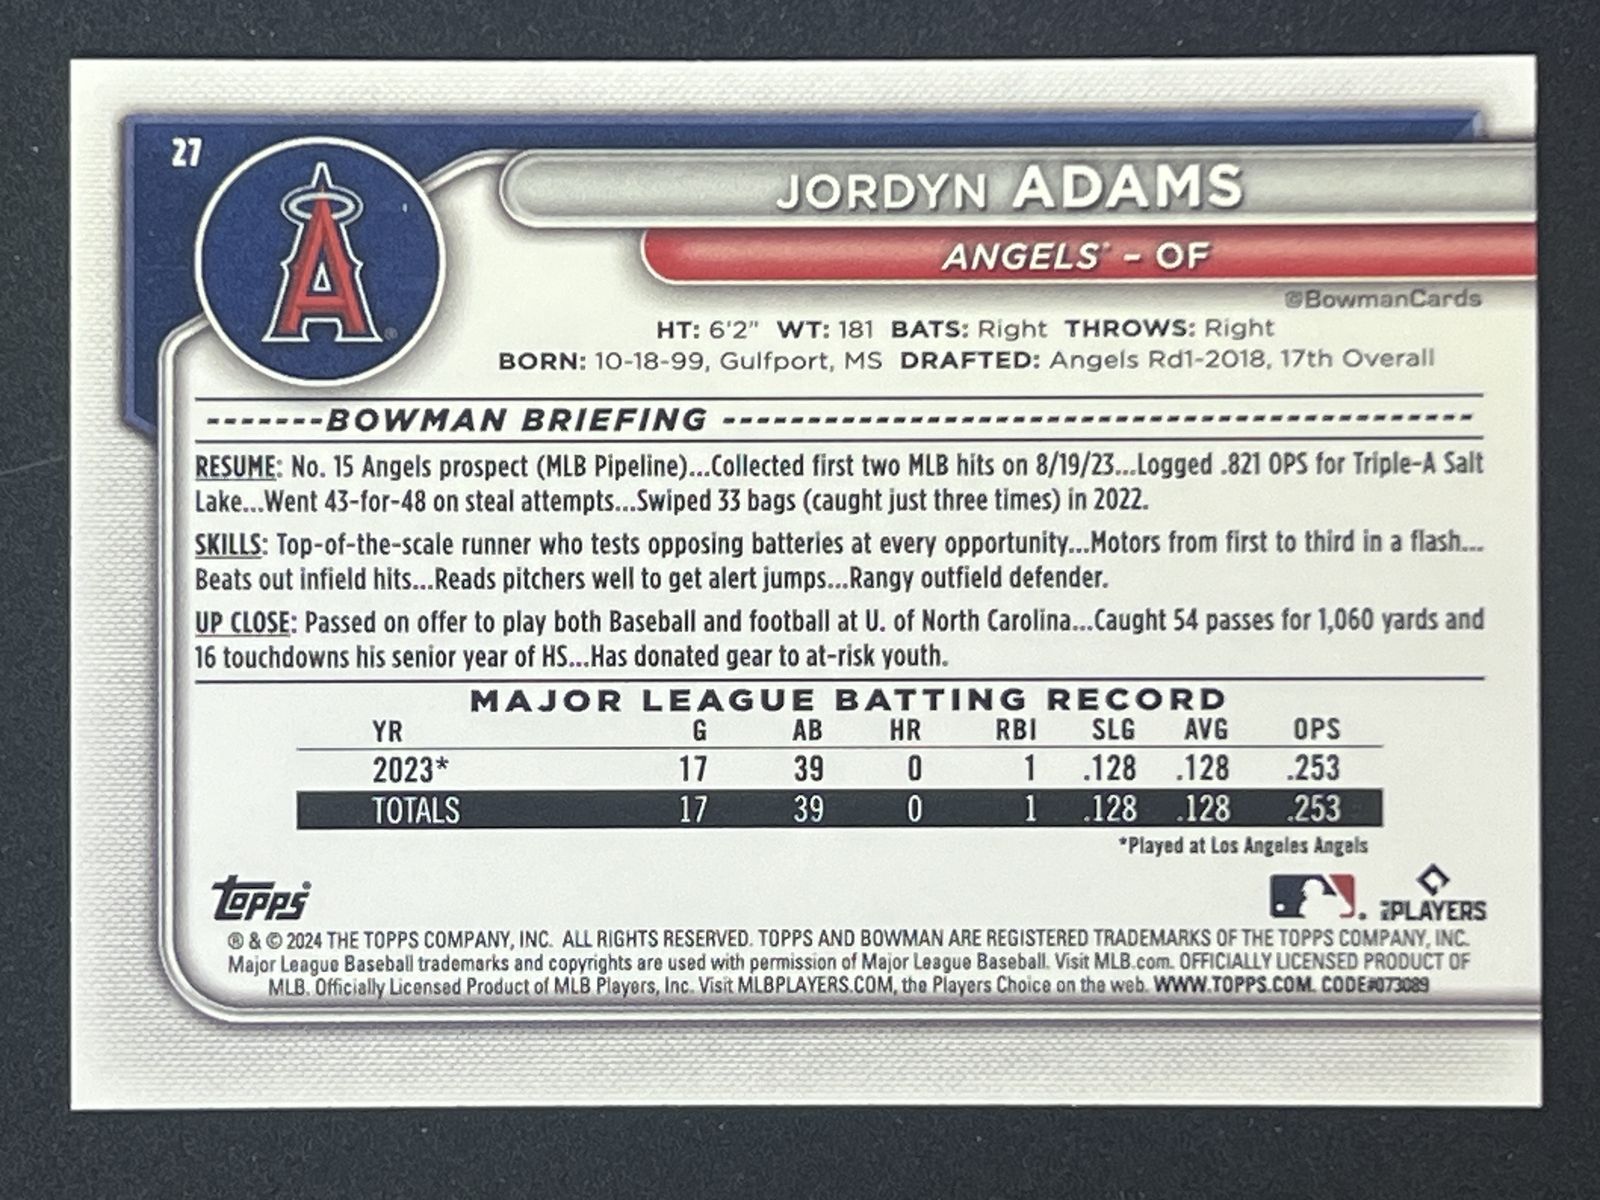 27
JORDYN ADAMS
ANGELS - OF
@BowmanCards
HT: 6'2" WT: 181 BATS: Right THROWS: Right
BORN: 10-18-99, Gulfport, MS DRAFTED: Angels Rd1-2018, 17th Overall
BOWMAN BRIEFING
RESUME: No. 15 Angels prospect (MLB Pipeline)...Collected first two MLB hits on 8/19/23...Logged .821 OPS for Triple-A Salt
Lake...Went 43-for-48 on steal attempts...Swiped 33 bags (caught just three times) in 2022.
SKILLS: Top-of-the-scale runner who tests opposing batteries at every opportunity...Motors from first to third in a flash...
Beats out infield hits...Reads pitchers well to get alert jumps...Rangy outfield defender.
UP CLOSE: Passed on offer to play both Baseball and football at U. of North Carolina...Caught 54 passes for 1,060 yards and
16 touchdowns his senior year of HS...Has donated gear to at-risk youth.
MAJOR LEAGUE BATTING RECORD
YR G AB HR RBI SLG AVG OPS
2023* 17 39 0 1 .128 .128 .253
TOTALS 17 39 0 1 .128 .128 .253
*Played at Los Angeles Angels
A®
Topps®
MLB PLAYERS
® & © 2024 THE TOPPS COMPANY, INC. ALL RIGHTS RESERVED. TOPPS AND BOWMAN ARE REGISTERED TRADEMARKS OF THE TOPPS COMPANY, INC.
Major League Baseball trademarks and copyrights are used with permission of Major League Baseball. Visit MLB.com. OFFICIALLY LICENSED PRODUCT OF
MLB. Officially Licensed Product of MLB Players, Inc. Visit MLBPLAYERS.COM, the Players Choice on the web. WWW.TOPPS.COM. CODE#073089